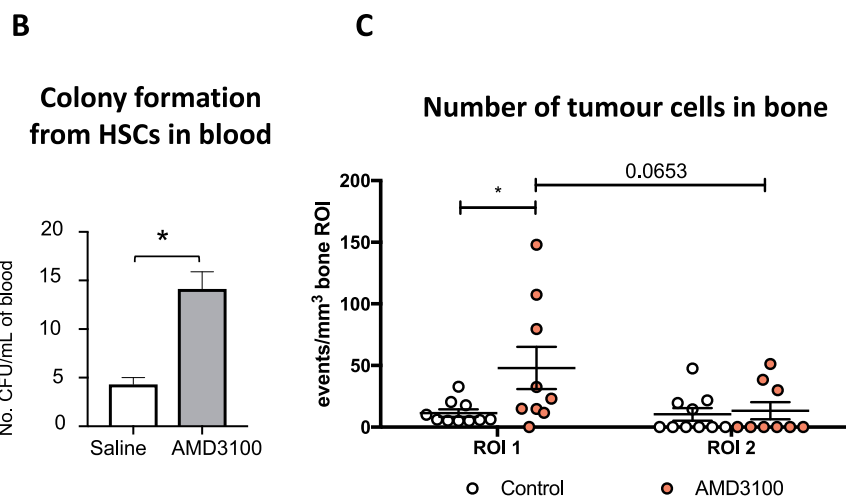 B
Colony formation
from HSCs in blood
No. CFU/mL of blood
20
15
10
5
0
*
Saline
AMD3100
C
Number of tumour cells in bone
events/mm³ bone ROI
200
150
100
50
0
*
0.0653
ROI 1
ROI 2
Control
AMD3100